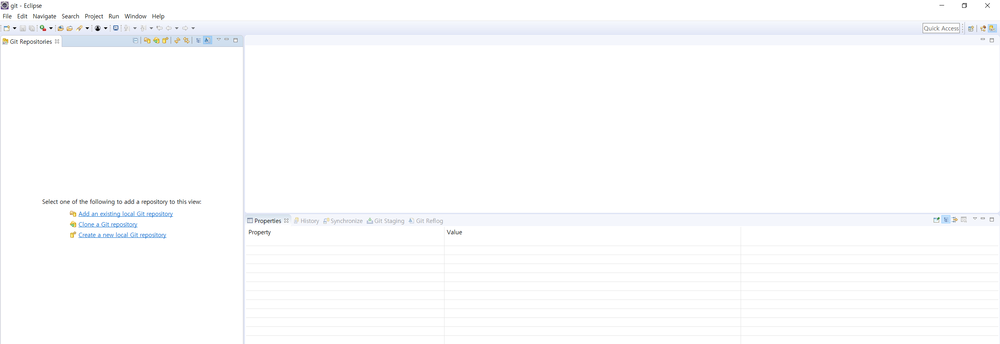 git - Eclipse
File Edit Navigate Search Project Run Window Help
Quick Access
Git Repositories
Select one of the following to add a repository to this view:
Add an existing local Git repository
Clone a Git repository
Create a new local Git repository
Properties History Synchronize Git Staging Git Reflog
Property Value